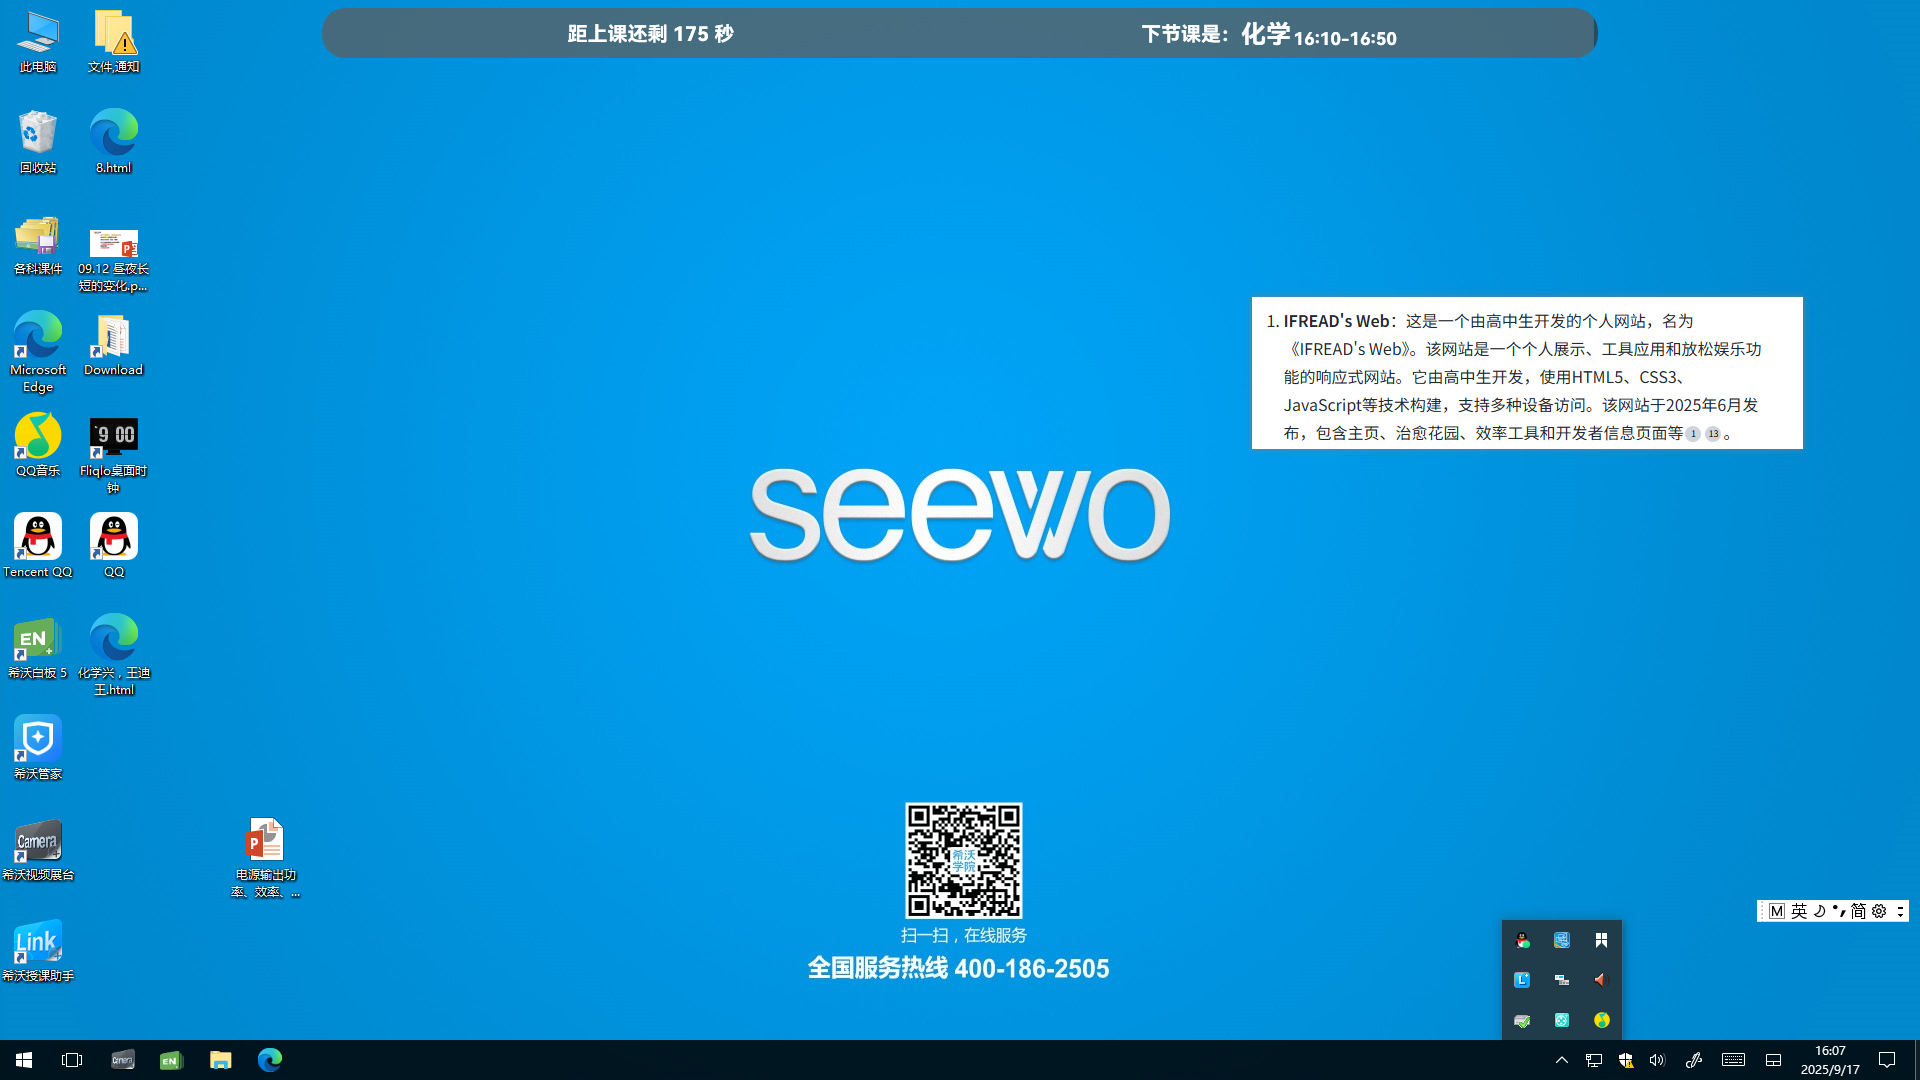 距上课还剩 175 秒
下节课是：化学 16:10-16:50
此电脑
文件,通知
回收站
8.html
各科课件
09.12 昼夜长
短的变化.p...
Microsoft
Edge
Download
QQ音乐
9 00
Fliqlo桌面时
钟
Tencent QQ
QQ
EN
希沃白板 5
化学兴，王迪
王.html
希沃管家
Camera
希沃视频展台
电源输出功
率、效率、...
Link
希沃授课助手
1. IFREAD's Web：这是一个由高中生开发的个人网站，名为
《IFREAD's Web》。该网站是一个个人展示、工具应用和放松娱乐功
能的响应式网站。它由高中生开发，使用HTML5、CSS3、
JavaScript等技术构建，支持多种设备访问。该网站于2025年6月发
布，包含主页、治愈花园、效率工具和开发者信息页面等 1 13 。
seewo
希沃
学院
扫一扫，在线服务
全国服务热线 400-186-2505
M 英 简
Camera
EN
16:07
2025/9/17